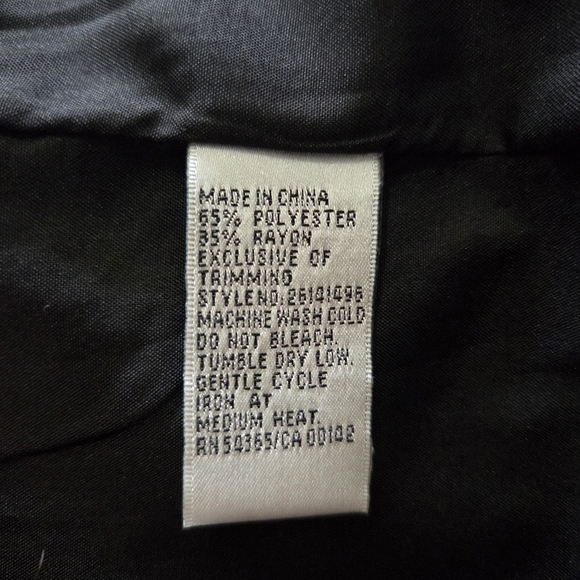 MADE IN CHINA
65% POLYESTER
35% RAYON
EXCLUSIVE OF
TRIMMING
STYLE NO: 26141496
MACHINE WASH COLD
DO NOT BLEACH.
TUMBLE DRY LOW.
GENTLE CYCLE
IRON AT
MEDIUM HEAT.
RN 54365/CA 00142